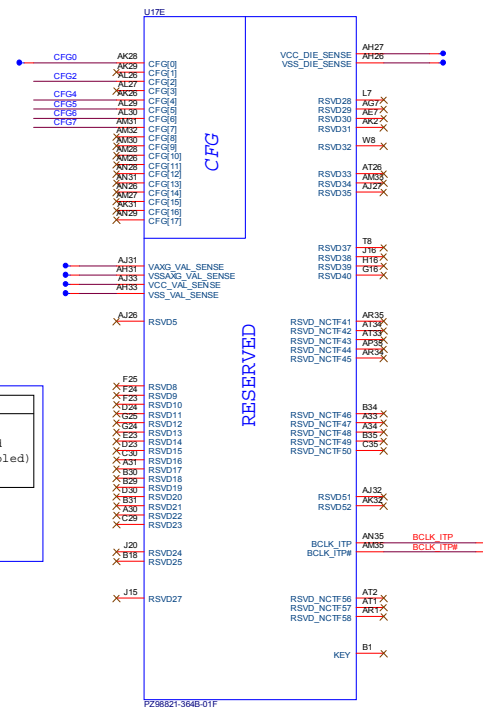 U17E
CFG0 AK28 CFG[0]
AK29 CFG[1]
CFG2 AL26 CFG[2]
AL27 CFG[3]
CFG4 AK26 CFG[4]
CFG5 AL29 CFG[5]
CFG6 AL30 CFG[6]
CFG7 AM31 CFG[7]
AM32 CFG[8]
AM30 CFG[9]
AM28 CFG[10]
AM26 CFG[11]
AN28 CFG[12]
AN31 CFG[13]
AN26 CFG[14]
AM27 CFG[15]
AK31 CFG[16]
AN29 CFG[17]
CFG
AJ31 VAXG_VAL_SENSE
AH31 VSSAXG_VAL_SENSE
AJ33 VCC_VAL_SENSE
AH33 VSS_VAL_SENSE
AJ26 RSVD5
F25 RSVD8
F24 RSVD9
F23 RSVD10
D24 RSVD11
G25 RSVD12
G24 RSVD13
E23 RSVD14
D23 RSVD15
C30 RSVD16
A31 RSVD17
B30 RSVD18
B29 RSVD19
D30 RSVD20
B31 RSVD21
A30 RSVD22
C29 RSVD23
J20 RSVD24
B18 RSVD25
J15 RSVD27
RESERVED
VCC_DIE_SENSE AH27
VSS_DIE_SENSE AH26
RSVD28 L7
RSVD29 AG7
RSVD30 AE7
RSVD31 AK2
RSVD32 W8
RSVD33 AT26
RSVD34 AM33
RSVD35 AJ27
RSVD37 T8
RSVD38 J16
RSVD39 H16
RSVD40 G16
RSVD_NCTF41 AR35
RSVD_NCTF42 AT34
RSVD_NCTF43 AT33
RSVD_NCTF44 AP35
RSVD_NCTF45 AR34
RSVD_NCTF46 B34
RSVD_NCTF47 A33
RSVD_NCTF48 A34
RSVD_NCTF49 B35
RSVD_NCTF50 C35
RSVD51 AJ32
RSVD52 AK32
BCLK_ITP AN35 BCLK_ITP
BCLK_ITP# AM35 BCLK_ITP#
RSVD_NCTF56 AT2
RSVD_NCTF57 AT1
RSVD_NCTF58 AR1
KEY B1
PZ98821-364B-01F
bled)